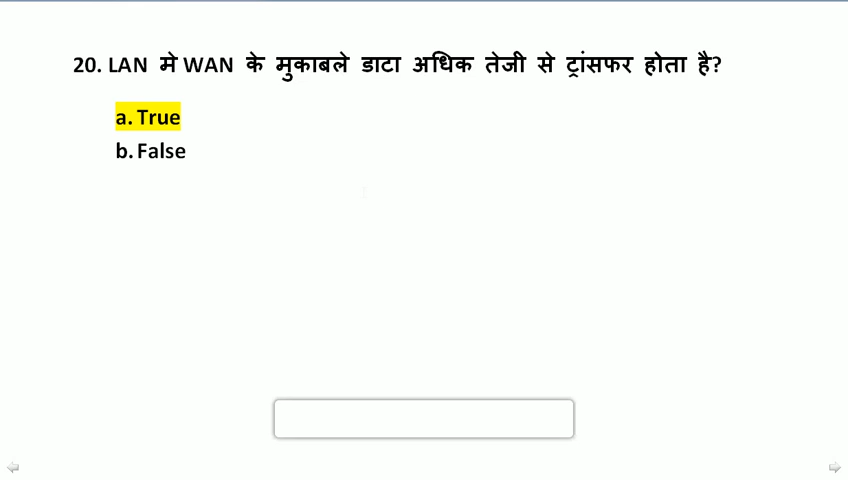 20. LAN मे WAN के मुकाबले डाटा अधिक तेजी से ट्रांसफर होता है?
a. True
b. False